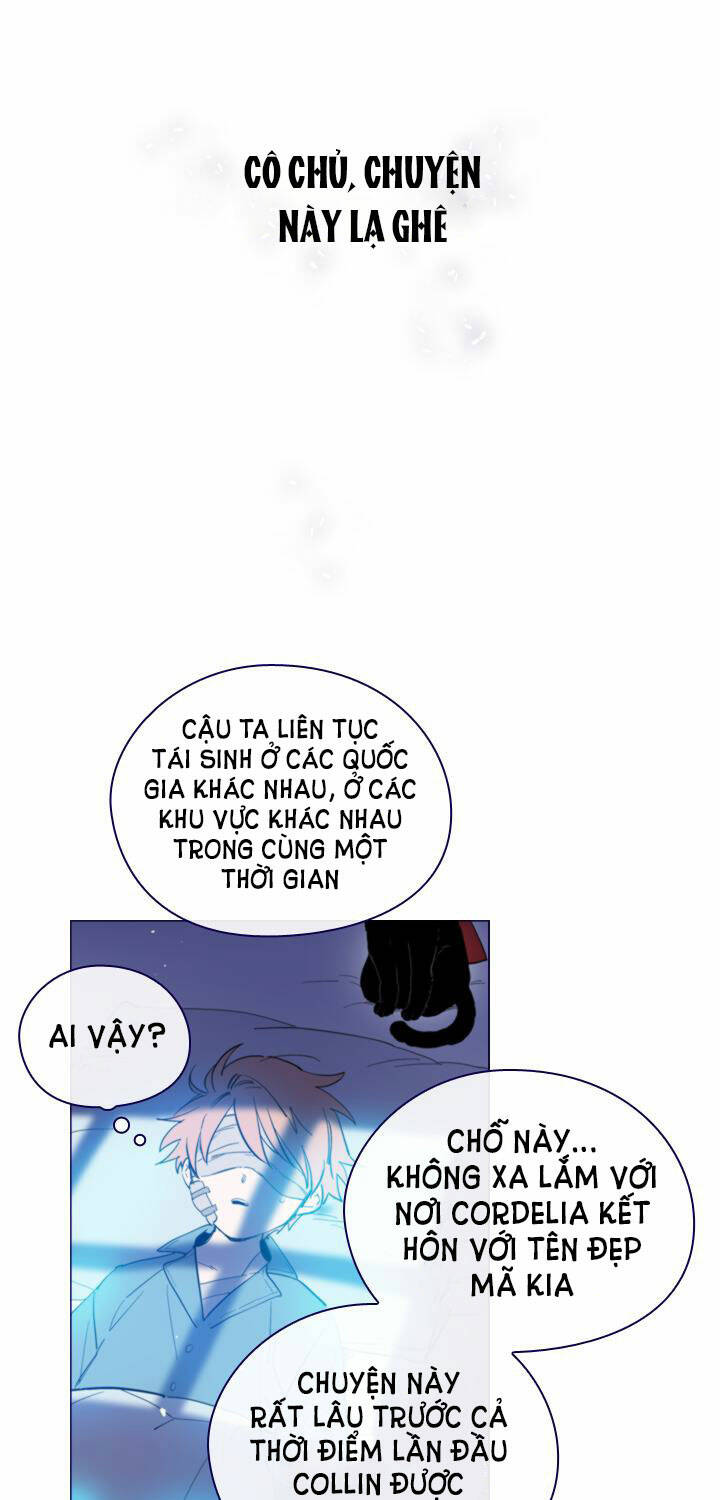 CÔ CHỦ, CHUYỆN
NÀY LẠ GHÊ
CẬU TA LIÊN TỤC
TÁI SINH Ở CÁC QUỐC
GIA KHÁC NHAU, Ở CÁC
KHU VỰC KHÁC NHAU
TRONG CÙNG MỘT
THỜI GIAN
AI VẬY?
CHỖ NÀY...
KHÔNG XA LẮM VỚI
NƠI CORDELIA KẾT
HÔN VỚI TÊN ĐẸP
MÃ KIA
CHUYỆN NÀY
RẤT LÂU TRƯỚC CẢ
THỜI ĐIỂM LẦN ĐẦU
COLLIN ĐƯỢC